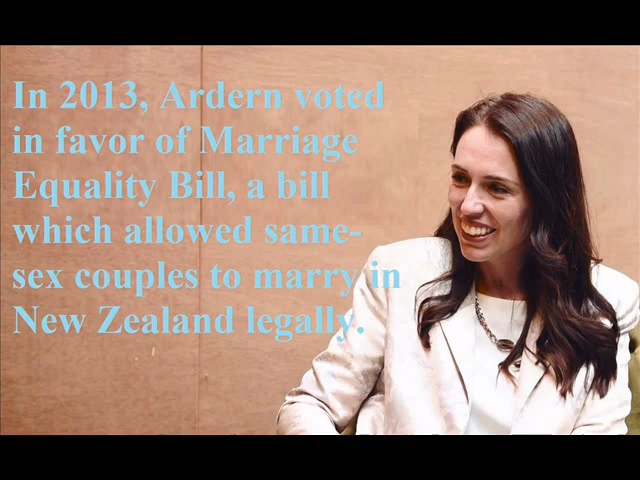 In 2013, Ardern voted
in favor of Marriage
Equality Bill, a bill
which allowed same-
sex couples to marry in
New Zealand legally.